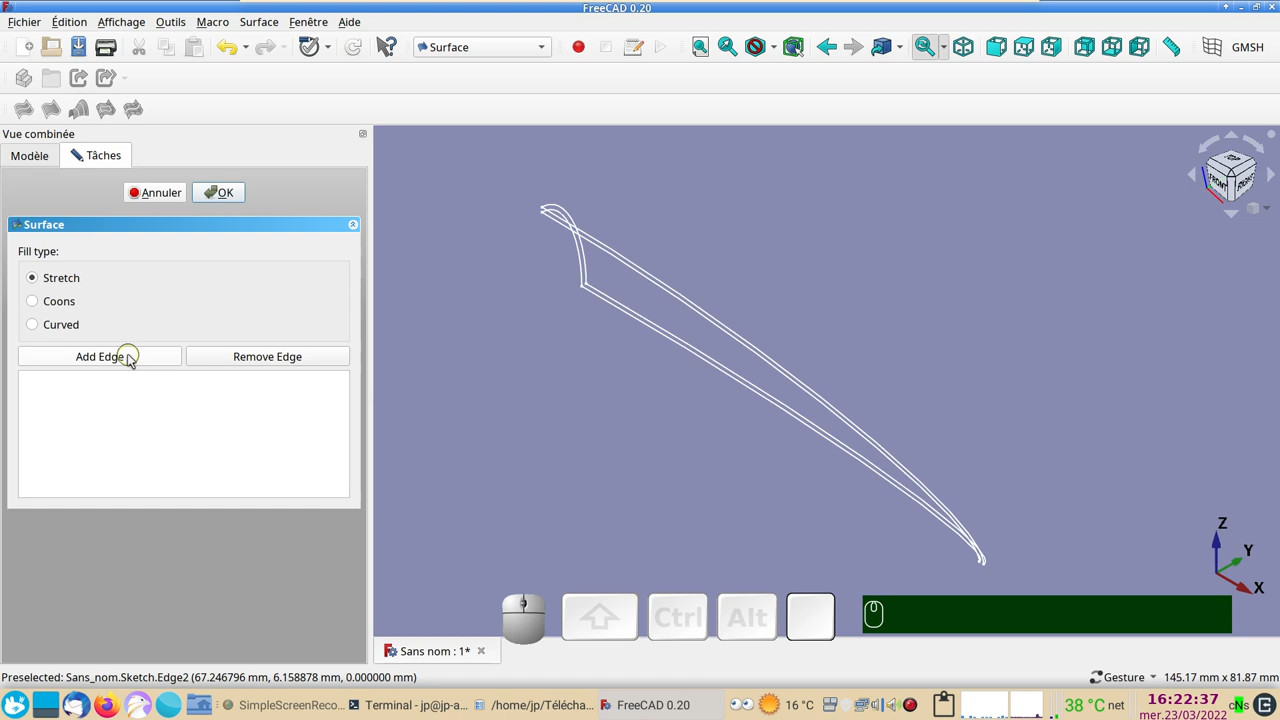 FreeCAD 0.20
Fichier Édition Affichage Outils Macro Surface Fenêtre Aide
Surface
GMSH
Vue combinée
Modèle Tâches
Annuler OK
Surface
Fill type:
Stretch
Coons
Curved
Add Edge Remove Edge
FRONT
Z
Y
X
Ctrl Alt
Sans nom : 1*
Preselected: Sans_nom.Sketch.Edge2 (67.246796 mm, 6.158878 mm, 0.000000 mm)
Gesture 145.17 mm x 81.87 mm
SimpleScreenReco... Terminal - jp@jp-a... /home/jp/Télécha... FreeCAD 0.20 16 °C 38 °C net 16:22:37
mer.23/03/2022